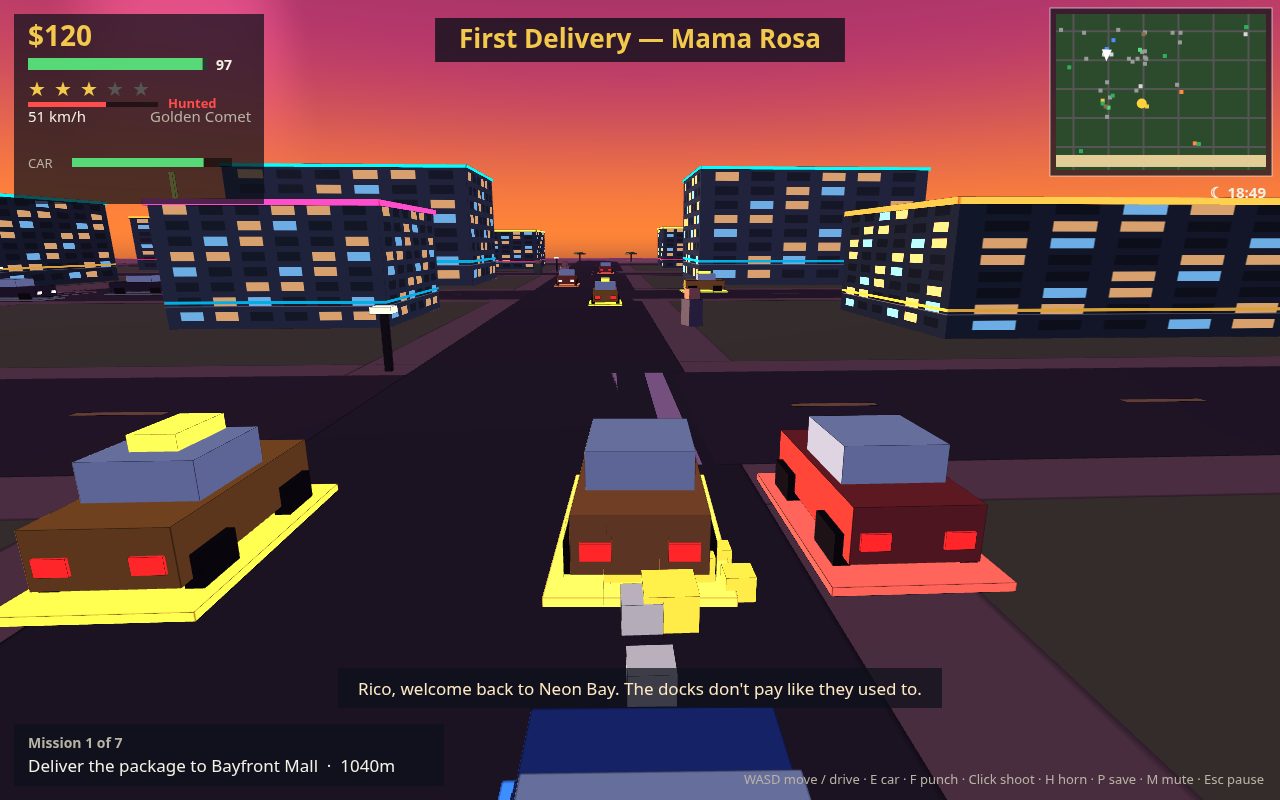 $120
97
Hunted
51 km/h
Golden Comet
CAR
First Delivery — Mama Rosa
18:49
Rico, welcome back to Neon Bay. The docks don't pay like they used to.
Mission 1 of 7
Deliver the package to Bayfront Mall · 1040m
WASD move / drive · E car · F punch · Click shoot · H horn · P save · M mute · Esc pause